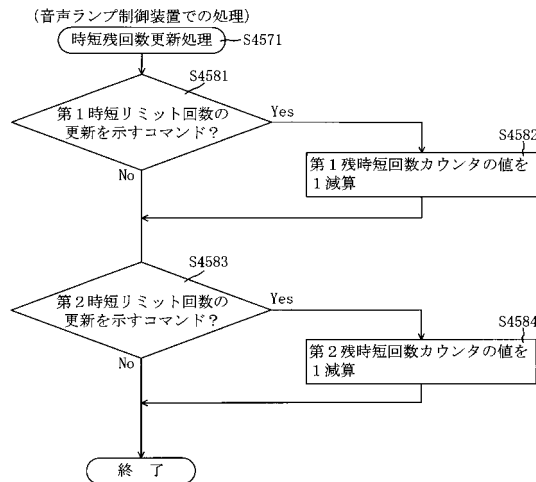 (音声ランプ制御装置での処理)
時短残回数更新処理
S4571
S4581
第1時短リミット回数の
更新を示すコマンド?
Yes
No
S4582
第1残時短回数カウンタの値を
1減算
S4583
第2時短リミット回数の
更新を示すコマンド?
Yes
No
S4584
第2残時短回数カウンタの値を
1減算
終 了